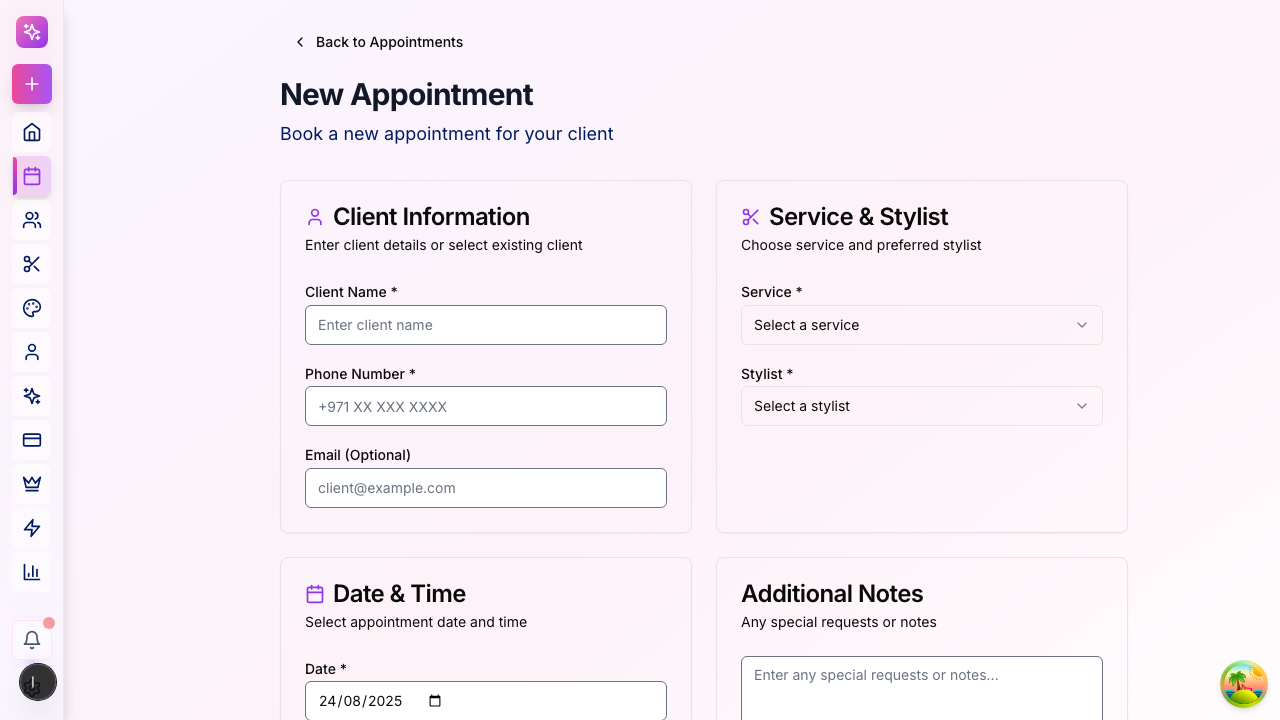 Back to Appointments
New Appointment
Book a new appointment for your client
Client Information
Enter client details or select existing client
Client Name *
Enter client name
Phone Number *
+971 XX XXX XXXX
Email (Optional)
client@example.com
Service & Stylist
Choose service and preferred stylist
Service *
Select a service
Stylist *
Select a stylist
Date & Time
Select appointment date and time
Date *
24/08/2025
Additional Notes
Any special requests or notes
Enter any special requests or notes...